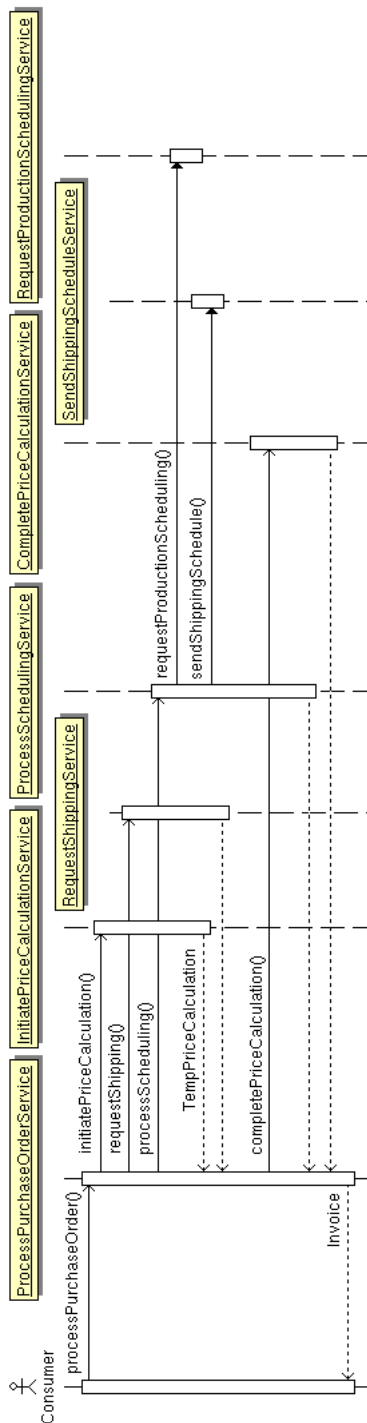 Consumer
ProcessPurchaseOrderService
InitiatePriceCalculationService
RequestShippingService
ProcessSchedulingService
CompletePriceCalculationService
SendShippingScheduleService
RequestProductionSchedulingService
processPurchaseOrder()
initiatePriceCalculation()
requestShipping()
processScheduling()
requestProductionScheduling()
sendShippingSchedule()
TempPriceCalculation
completePriceCalculation()
Invoice